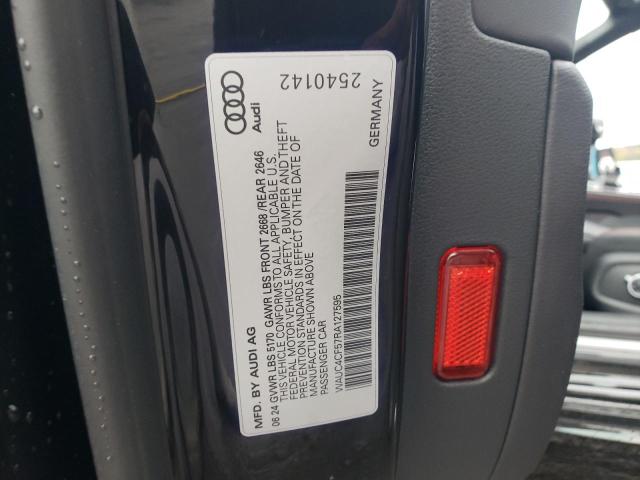 MFD. BY AUDI AG
06 24 GVWR LBS 5170 GAWR LBS FRONT 2668 /REAR 2646
THIS VEHICLE CONFORMS TO ALL APPLICABLE U.S.
FEDERAL MOTOR VEHICLE SAFETY, BUMPER AND THEFT
PREVENTION STANDARDS IN EFFECT ON THE DATE OF
MANUFACTURE SHOWN ABOVE
PASSENGER CAR
WAUC4CF57RA127595
GERMANY
Audi
2540142